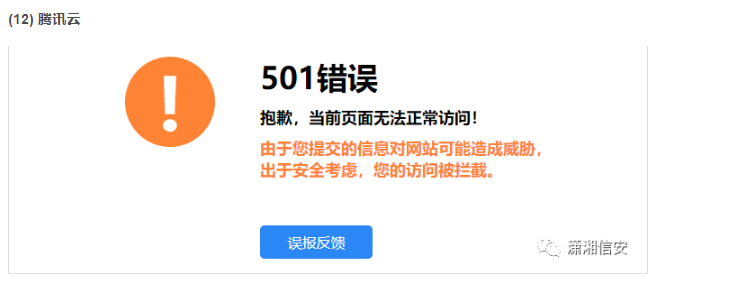 (12) 腾讯云
501错误
抱歉，当前页面无法正常访问！
由于您提交的信息对网站可能造成威胁，
出于安全考虑，您的访问被拦截。
误报反馈
潇湘信安